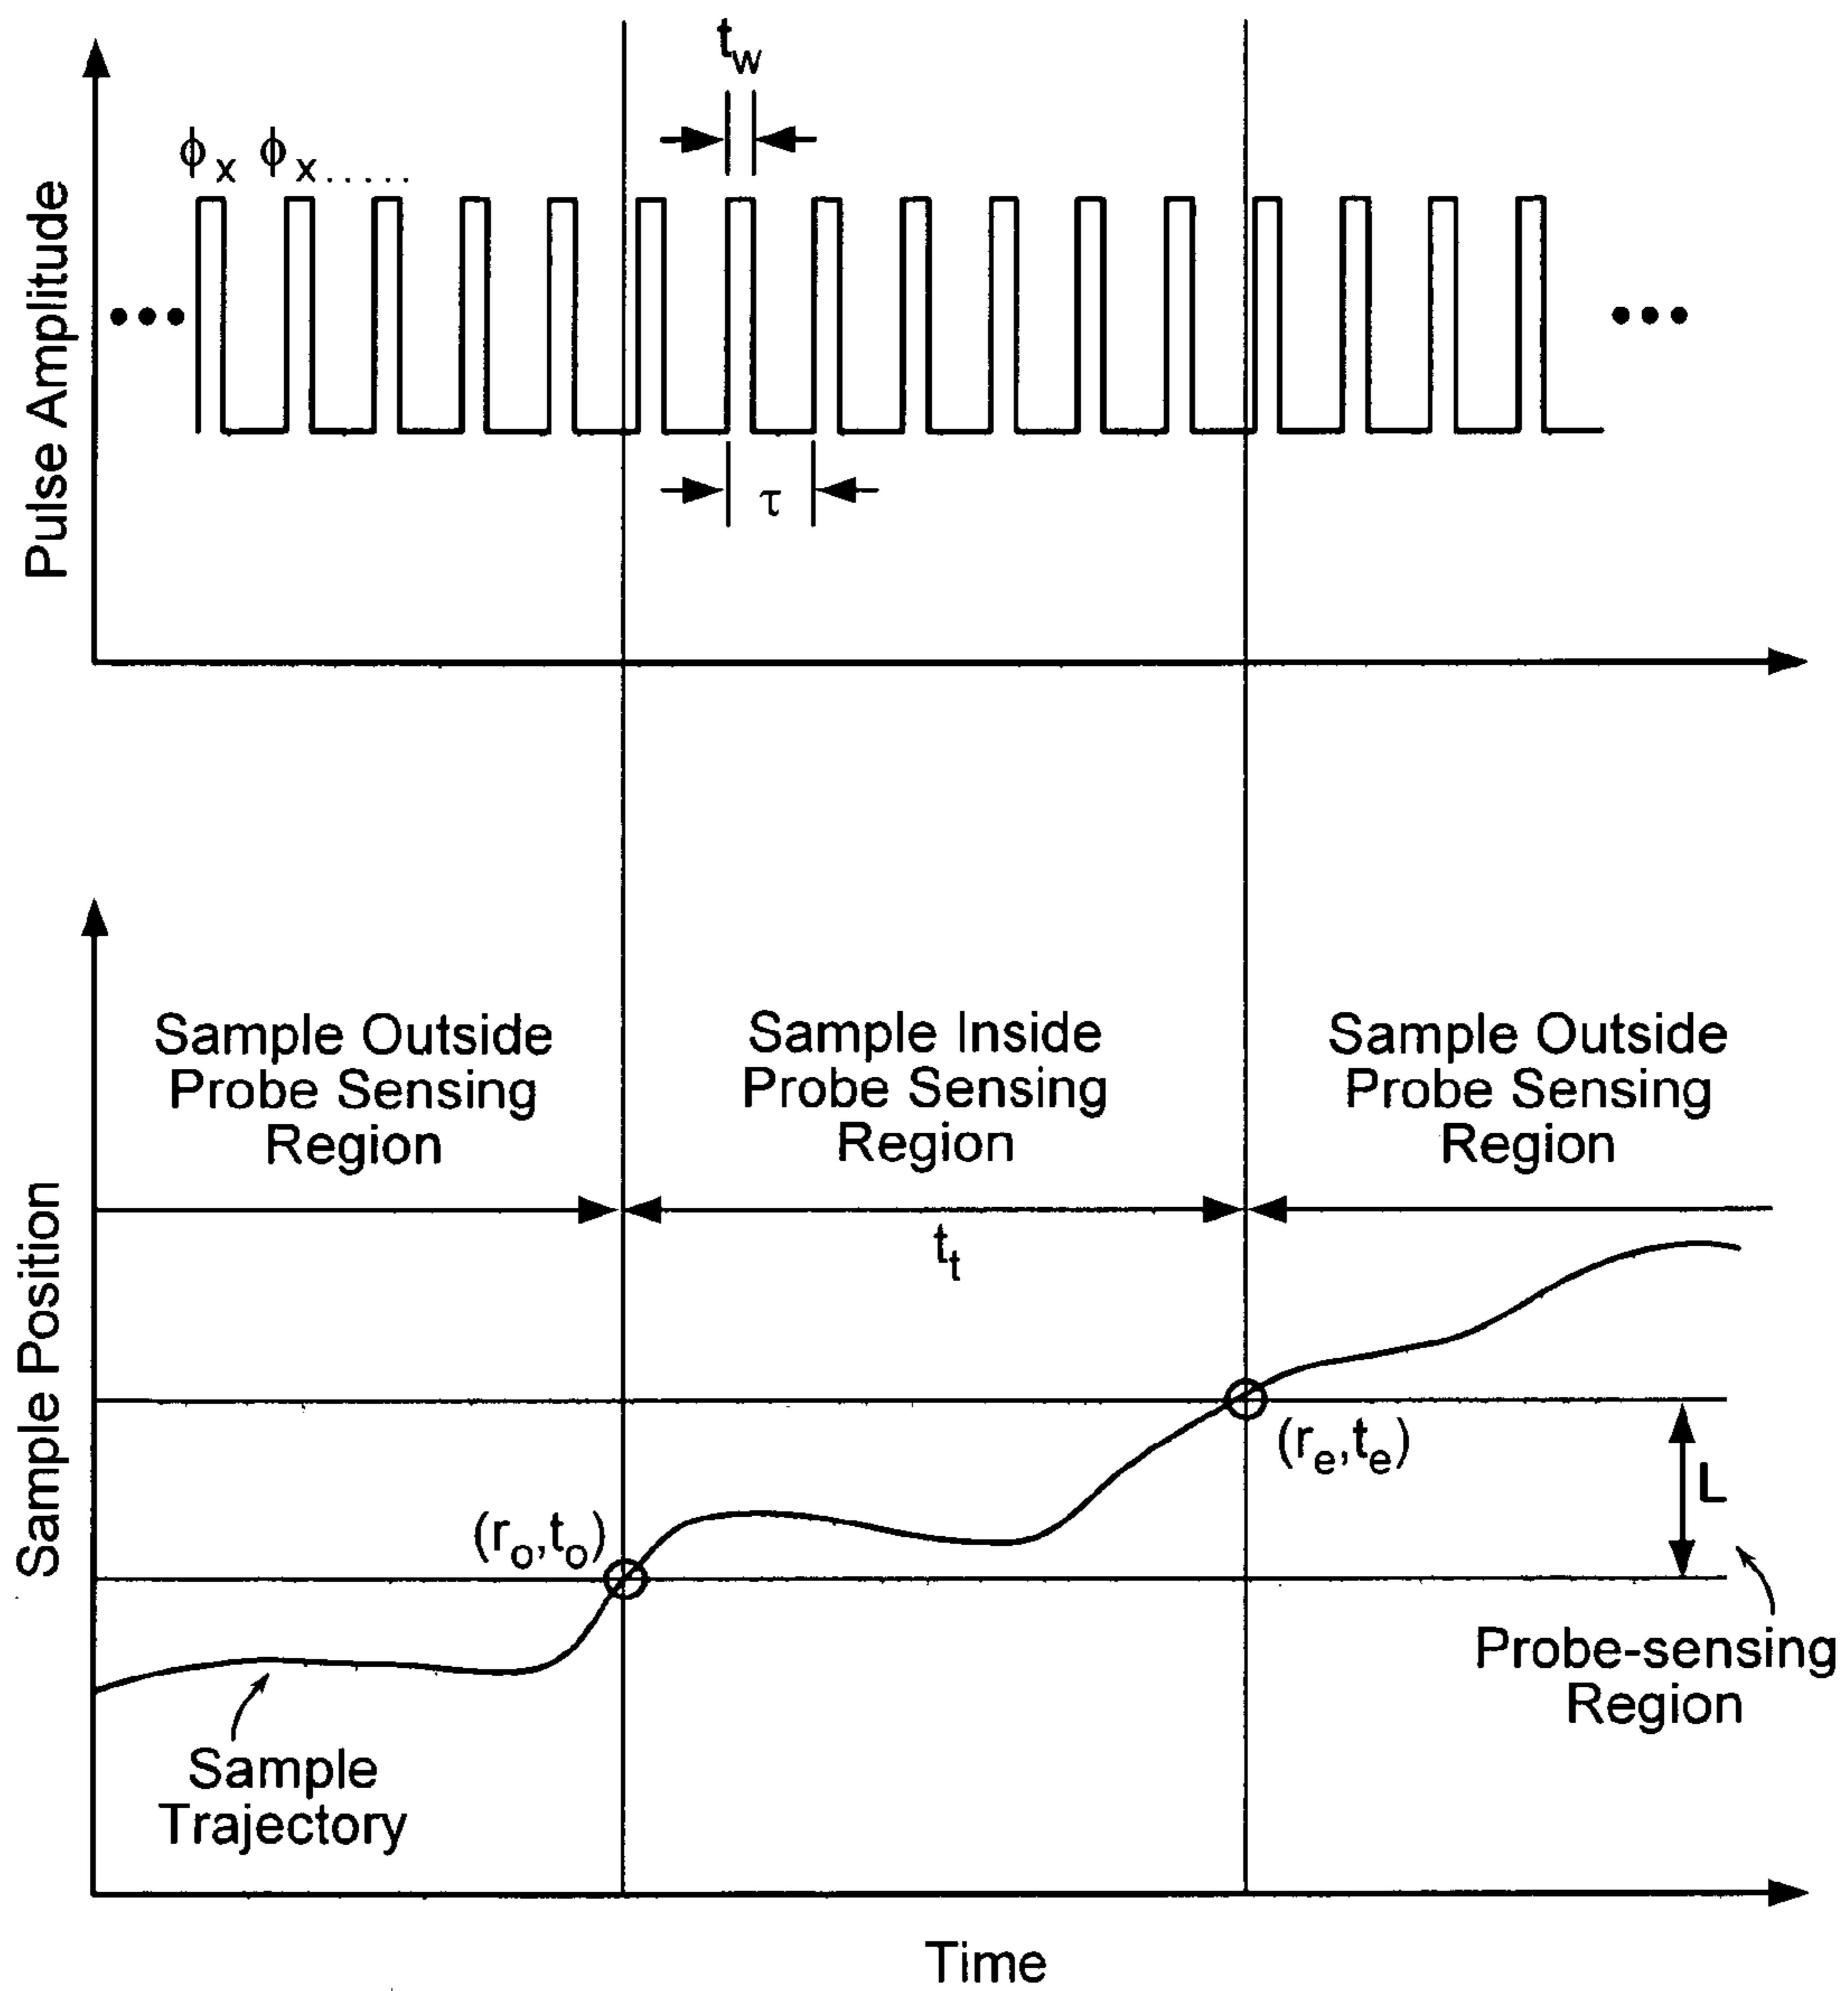 t_w
ϕ_x ϕ_x.....
Pulse Amplitude
τ
Sample Outside
Probe Sensing
Region
Sample Inside
Probe Sensing
Region
Sample Outside
Probe Sensing
Region
t_t
Sample Position
(r_e,t_e)
L
(r_o,t_o)
Probe-sensing
Region
Sample
Trajectory
Time